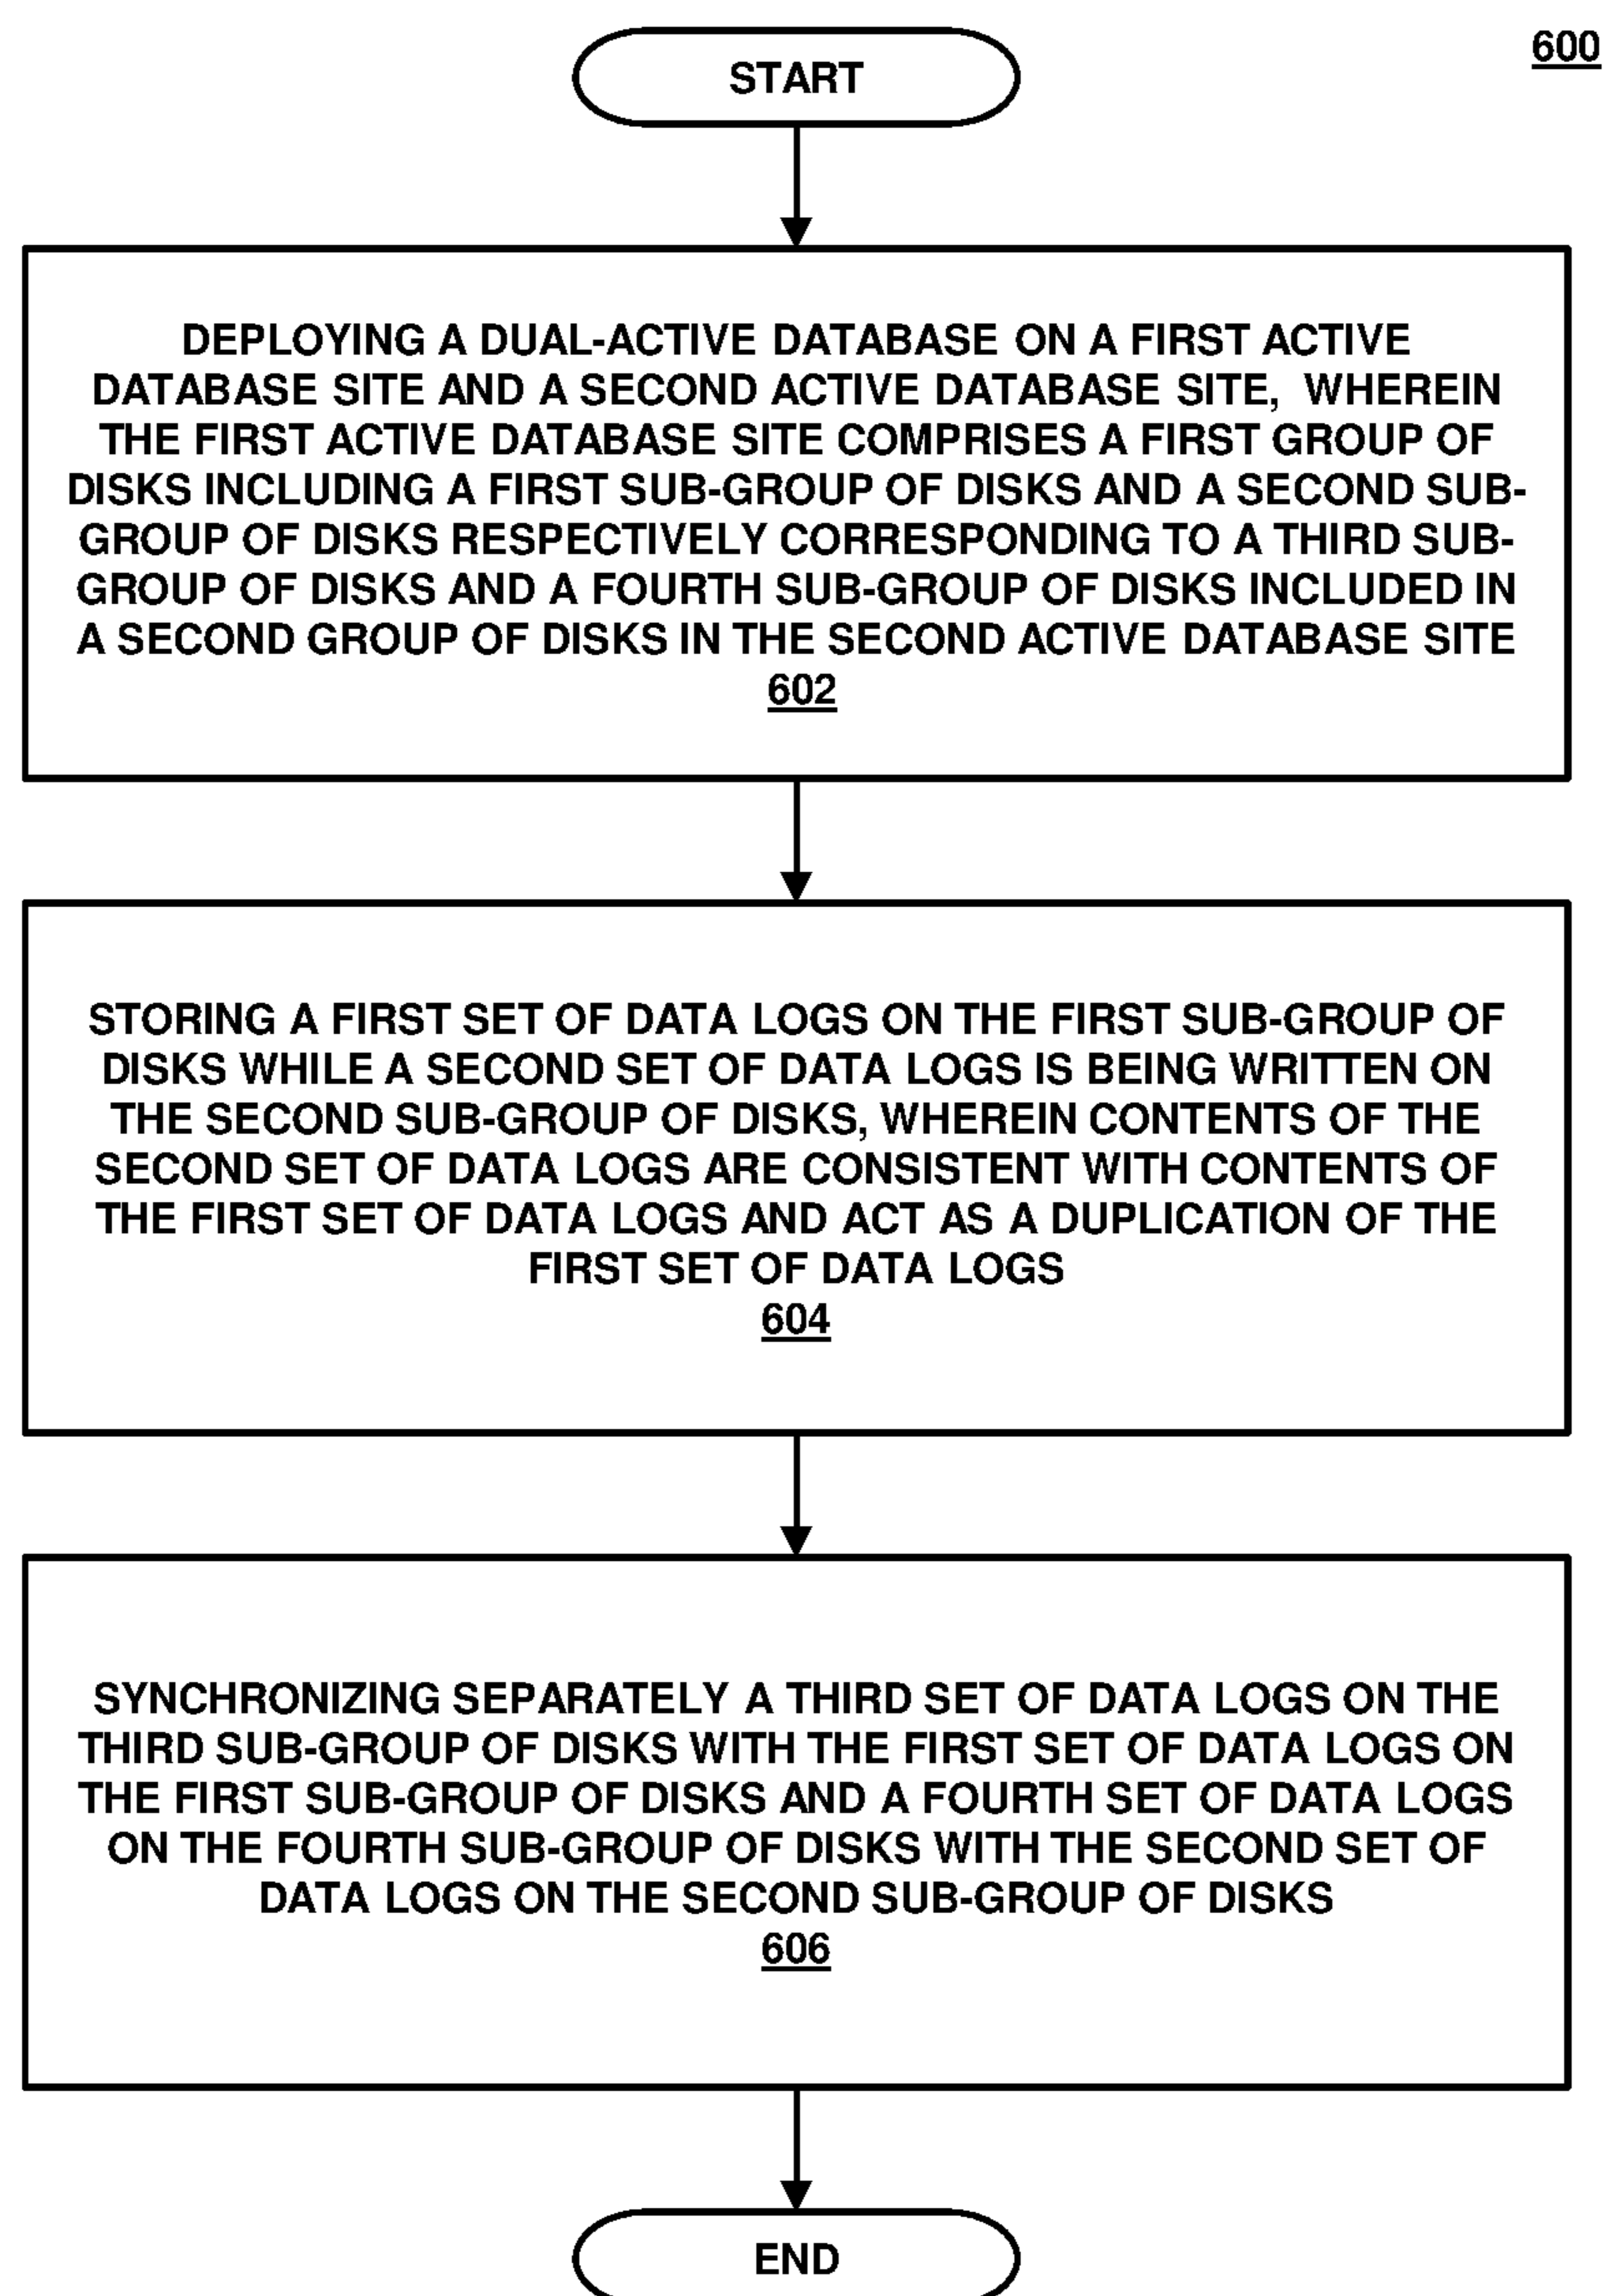 600
START
DEPLOYING A DUAL-ACTIVE DATABASE ON A FIRST ACTIVE
DATABASE SITE AND A SECOND ACTIVE DATABASE SITE, WHEREIN
THE FIRST ACTIVE DATABASE SITE COMPRISES A FIRST GROUP OF
DISKS INCLUDING A FIRST SUB-GROUP OF DISKS AND A SECOND SUB-
GROUP OF DISKS RESPECTIVELY CORRESPONDING TO A THIRD SUB-
GROUP OF DISKS AND A FOURTH SUB-GROUP OF DISKS INCLUDED IN
A SECOND GROUP OF DISKS IN THE SECOND ACTIVE DATABASE SITE
602
STORING A FIRST SET OF DATA LOGS ON THE FIRST SUB-GROUP OF
DISKS WHILE A SECOND SET OF DATA LOGS IS BEING WRITTEN ON
THE SECOND SUB-GROUP OF DISKS, WHEREIN CONTENTS OF THE
SECOND SET OF DATA LOGS ARE CONSISTENT WITH CONTENTS OF
THE FIRST SET OF DATA LOGS AND ACT AS A DUPLICATION OF THE
FIRST SET OF DATA LOGS
604
SYNCHRONIZING SEPARATELY A THIRD SET OF DATA LOGS ON THE
THIRD SUB-GROUP OF DISKS WITH THE FIRST SET OF DATA LOGS ON
THE FIRST SUB-GROUP OF DISKS AND A FOURTH SET OF DATA LOGS
ON THE FOURTH SUB-GROUP OF DISKS WITH THE SECOND SET OF
DATA LOGS ON THE SECOND SUB-GROUP OF DISKS
606
END